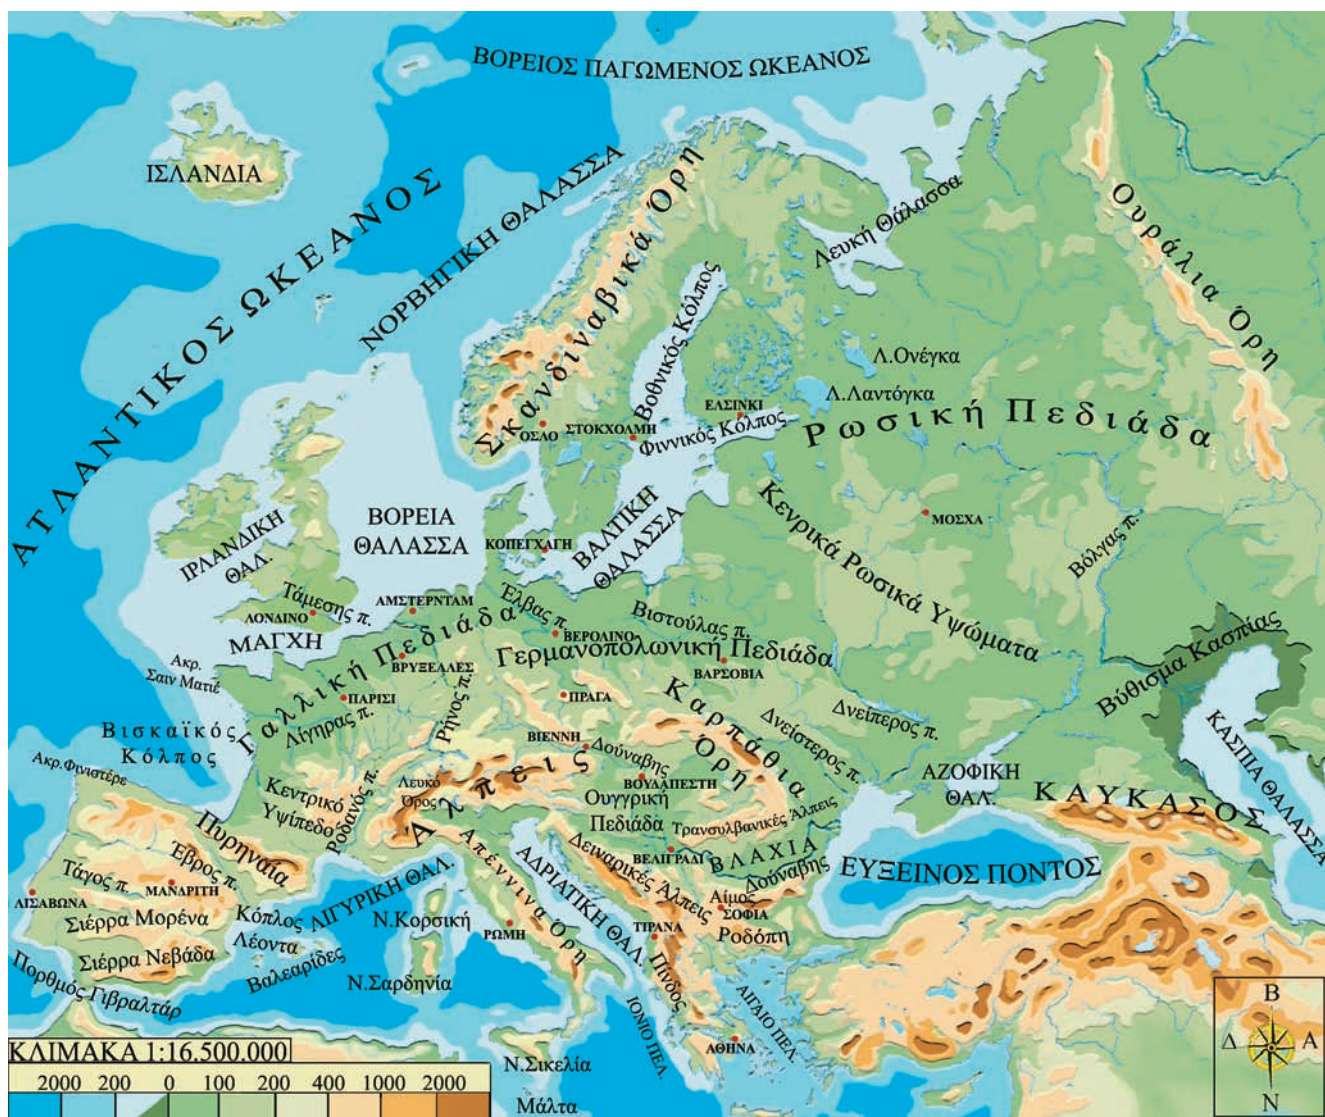 ΒΟΡΕΙΟΣ ΠΑΓΩΜΕΝΟΣ ΩΚΕΑΝΟΣ
ΙΣΛΑΝΔΙΑ
ΑΤΛΑΝΤΙΚΟΣ ΩΚΕΑΝΟΣ
ΝΟΡΒΗΓΙΚΗ ΘΑΛΑΣΣΑ
Σκανδιναβικά Όρη
Λευκή Θάλασσα
Ουράλια Όρη
Βοθνικός Κόλπος
Λ.Ονέγκα
Λ.Λαντόγκα
ΕΛΣΙΝΚΙ
Φιννικός Κόλπος
ΟΣΛΟ
ΣΤΟΚΧΟΛΜΗ
Ρωσική Πεδιάδα
ΒΟΡΕΙΑ
ΘΑΛΑΣΣΑ
ΙΡΛΑΝΔΙΚΗ
ΘΑΛ.
ΚΟΠΕΓΧΑΓΗ
ΒΑΛΤΙΚΗ
ΘΑΛΑΣΣΑ
Κενρικά Ρωσικά Υψώματα
ΜΟΣΧΑ
Βόλγας π.
Τάμεσης π.
ΛΟΝΔΙΝΟ
ΑΜΣΤΕΡΝΤΑΜ
Έλβας π.
Βιστούλας π.
ΜΑΓΧΗ
ΒΕΡΟΛΙΝΟ
Γερμανοπολωνική Πεδιάδα
ΒΑΡΣΟΒΙΑ
Γαλλική Πεδιάδα
ΒΡΥΞΕΛΛΕΣ
Ακρ.
Σαιν Ματιέ
ΠΑΡΙΣΙ
Λίγηρας π.
Ρήνος π.
ΠΡΑΓΑ
Καρπάθια
Όρη
Δνείστερος π.
Δνείπερος π.
Βύθισμα Κασπίας
ΚΑΣΠΙΑ ΘΑΛΑΣΣΑ
Βισκαϊκός
Κόλπος
Ακρ.Φινιστέρε
ΒΙΕΝΝΗ
Δούναβης
ΒΟΥΔΑΠΕΣΤΗ
Λευκό
Όρος
Άλπεις
Κεντρικό
Υψίπεδο
Ροδανός π.
Ουγγρική
Πεδιάδα
Τρανσυλβανικές Άλπεις
ΑΖΟΦΙΚΗ
ΘΑΛ.
ΚΑΥΚΑΣΟΣ
Πυρηναία
Έβρος π.
Τάγος π.
ΜΑΝΔΡΙΤΗ
ΛΙΣΑΒΩΝΑ
Σιέρρα Μορένα
Σιέρρα Νεβάδα
Κόπλος
Λέοντα
ΛΙΓΥΡΙΚΗ ΘΑΛ.
Απέννινα Όρη
ΑΔΡΙΑΤΙΚΗ ΘΑΛ.
Δειναρικές Άλπεις
ΒΕΛΙΓΡΑΔΙ
ΒΛΑΧΙΑ
Δούναβης
ΕΥΞΕΙΝΟΣ ΠΟΝΤΟΣ
Αίμος
ΣΟΦΙΑ
Ροδόπη
Ν.Κορσική
ΡΩΜΗ
ΤΙΡΑΝΑ
Πίνδος
Βαλεαρίδες
Ν.Σαρδηνία
Πορθμός Γιβραλτάρ
ΙΟΝΙΟ ΠΕΛ.
ΑΙΓΑΙΟ ΠΕΛ.
ΑΘΗΝΑ
Ν.Σικελία
Μάλτα
Β
Δ Α
Ν
ΚΛΙΜΑΚΑ 1:16.500.000
2000 200 0 100 200 400 1000 2000